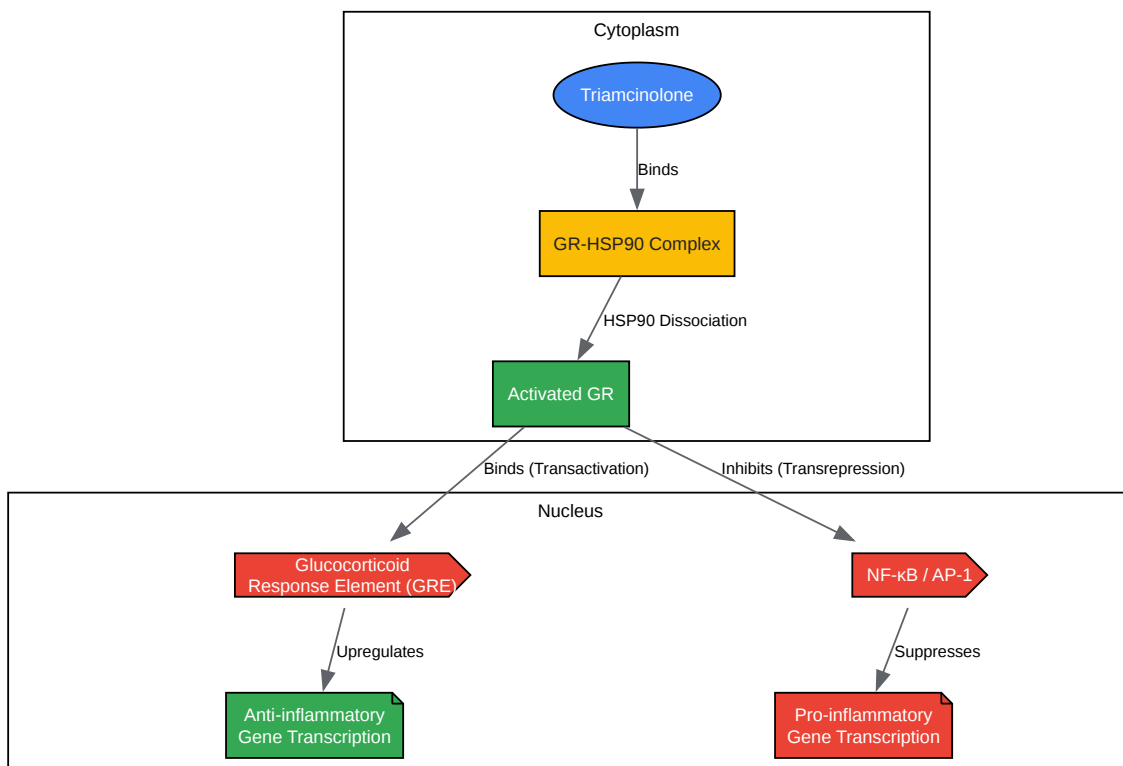 Cytoplasm
Triamcinolone
Binds
GR-HSP90 Complex
HSP90 Dissociation
Activated GR
Binds (Transactivation)
Inhibits (Transrepression)
Nucleus
Glucocorticoid
Response Element (GRE)
NF-κB / AP-1
Upregulates
Suppresses
Anti-inflammatory
Gene Transcription
Pro-inflammatory
Gene Transcription